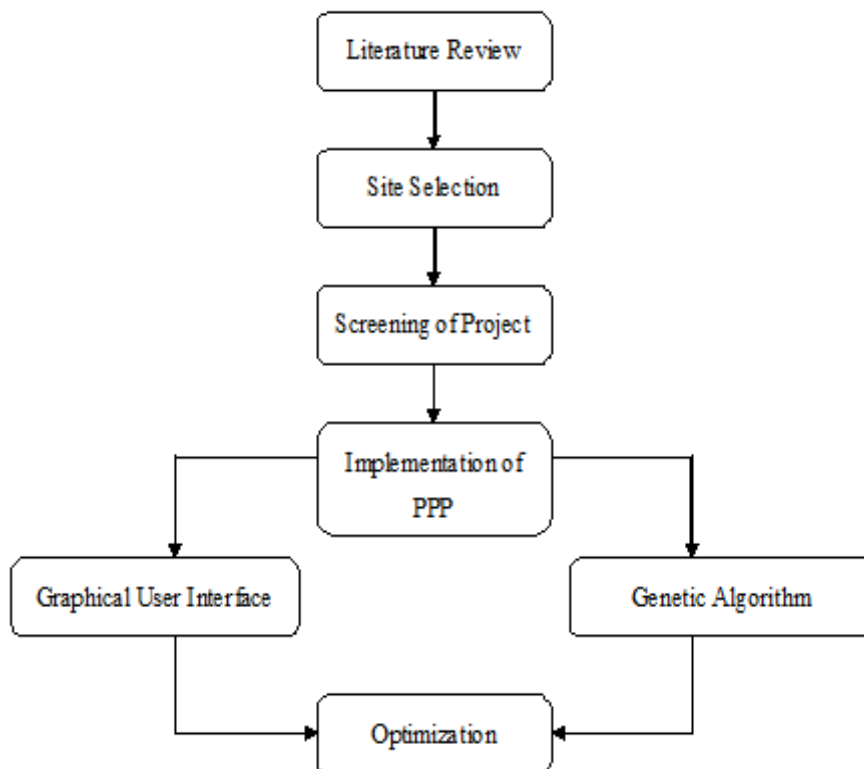 Literature Review
Site Selection
Screening of Project
Implementation of
PPP
Graphical User Interface
Genetic Algorithm
Optimization